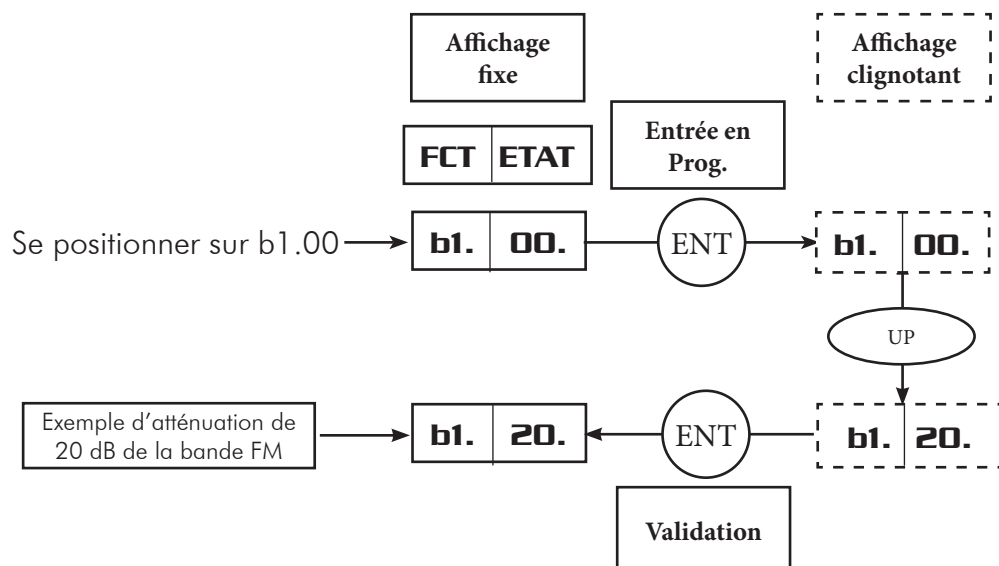 Affichage
fixe
Affichage
clignotant
FCT ETAT
Entrée en
Prog.
Se positionner sur b1.00
b1. 00.
ENT
b1. 00.
UP
Exemple d'atténuation de
20 dB de la bande FM
b1. 20.
ENT
b1. 20.
Validation